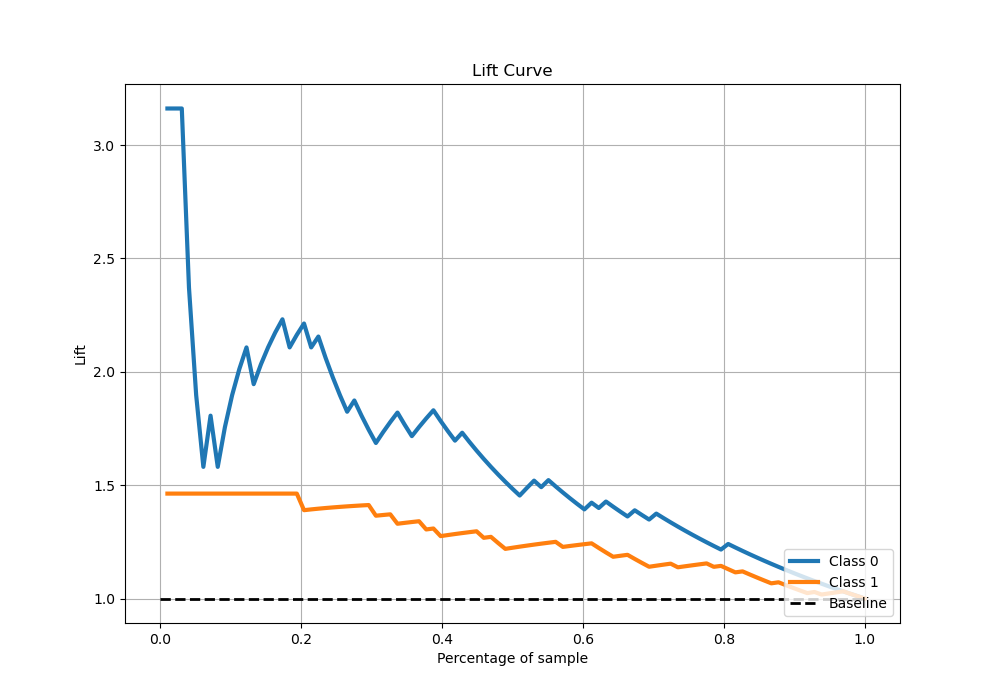 Lift Curve
Lift
3.0
2.5
2.0
1.5
1.0
0.0 0.2 0.4 0.6 0.8 1.0
Percentage of sample
Class 0
Class 1
Baseline